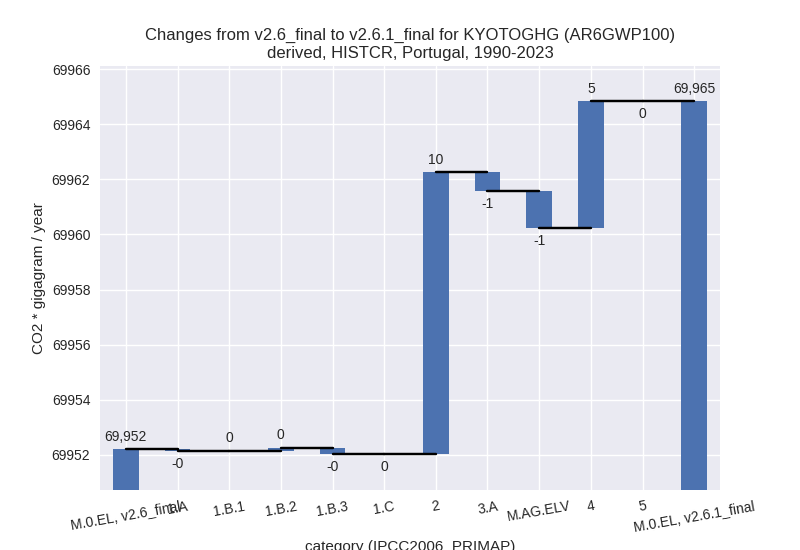 Changes from v2.6_final to v2.6.1_final for KYOTOGHG (AR6GWP100)
derived, HISTCR, Portugal, 1990-2023
69966
69964
69962
69960
69958
69956
69954
69952
CO2 * gigagram / year
69,952
-0
0
0
-0
0
10
-1
-1
5
0
69,965
M.0.EL, v2.6_final
1.A
1.B.1
1.B.2
1.B.3
1.C
2
3.A
M.AG.ELV
4
5
M.0.EL, v2.6.1_final
category (IPCC2006_PRIMAP)